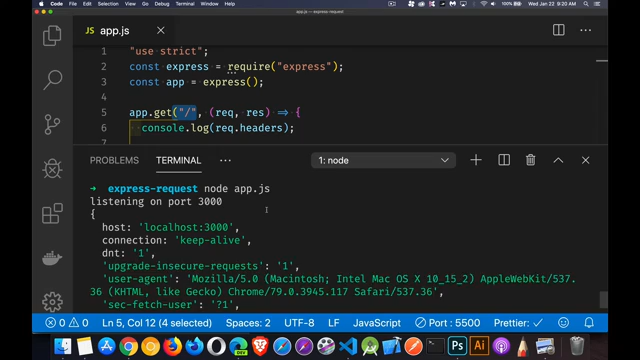 Code File Edit Selection View Go Debug Terminal Window Help 100% Wed Jan 22 9:20 AM
app.js — express-request
JS app.js ×
1 "use strict";
2 const express = require("express");
3 const app = express();
5 app.get("/", (req, res) => {
6 console.log(req.headers);
7
PROBLEMS TERMINAL ... 1: node
➜ express-request node app.js
listening on port 3000
{
host: 'localhost:3000',
connection: 'keep-alive',
dnt: '1',
'upgrade-insecure-requests': '1',
'user-agent': 'Mozilla/5.0 (Macintosh; Intel Mac OS X 10_15_2) AppleWebKit/537.
36 (KHTML, like Gecko) Chrome/79.0.3945.117 Safari/537.36',
'sec-fetch-user': '?1',
0 0 Ln 5, Col 12 (4 selected) Spaces: 2 UTF-8 LF JavaScript Port : 5500 Prettier: ✓
DEV Ps Ai